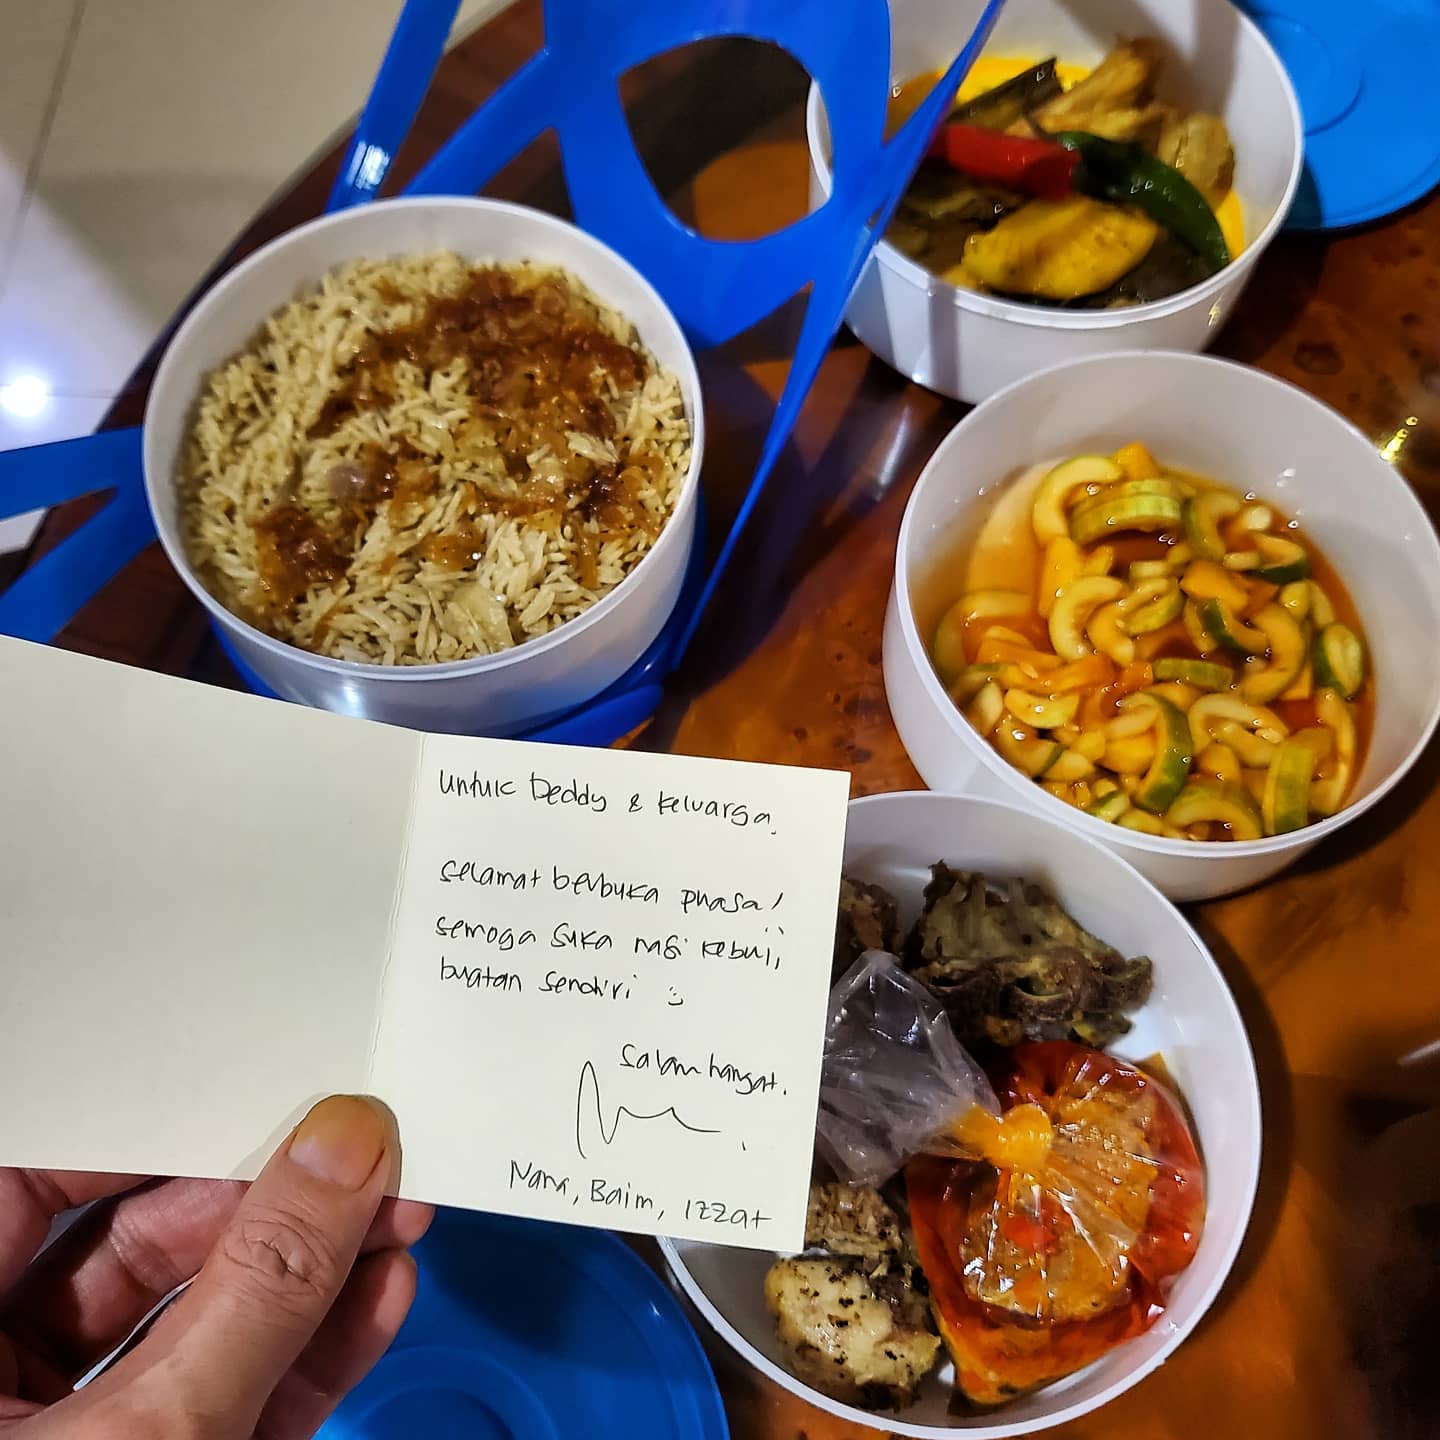 untuk Deddy & keluarga.
selamat berbuka puasa!
semoga suka nasi kebuli,
buatan sendiri :)
salam hangat.
Nana, Baim, Izzat